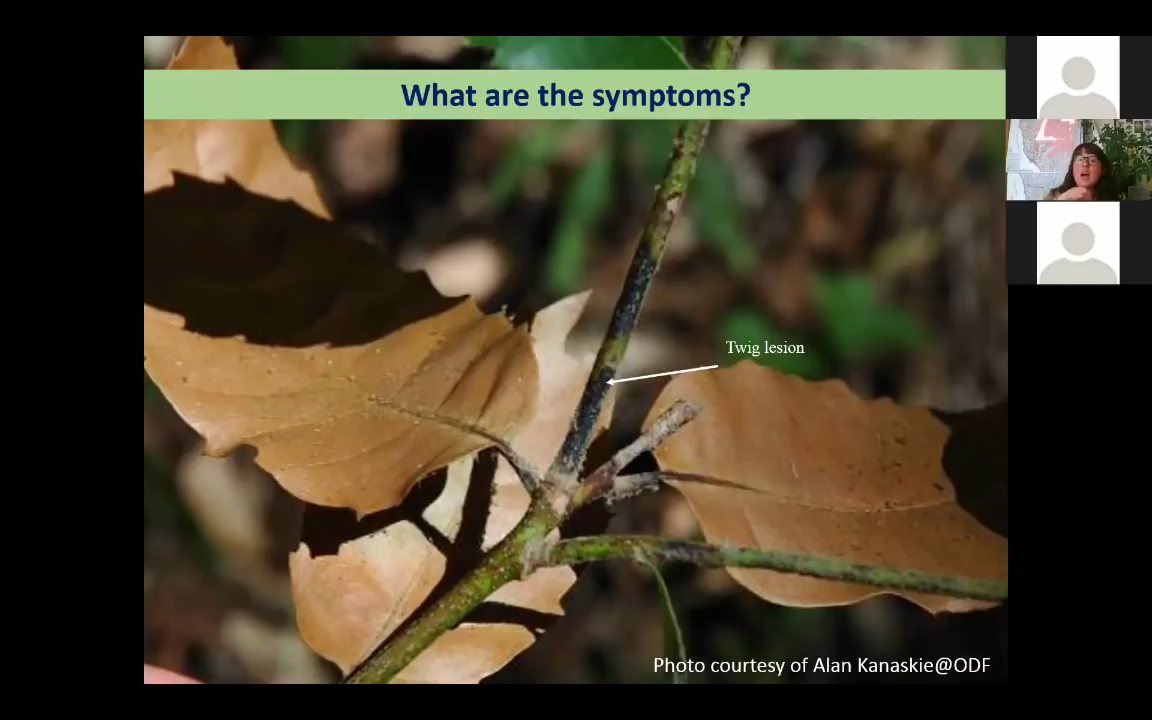 What are the symptoms?
Twig lesion
Photo courtesy of Alan Kanaskie@ODF